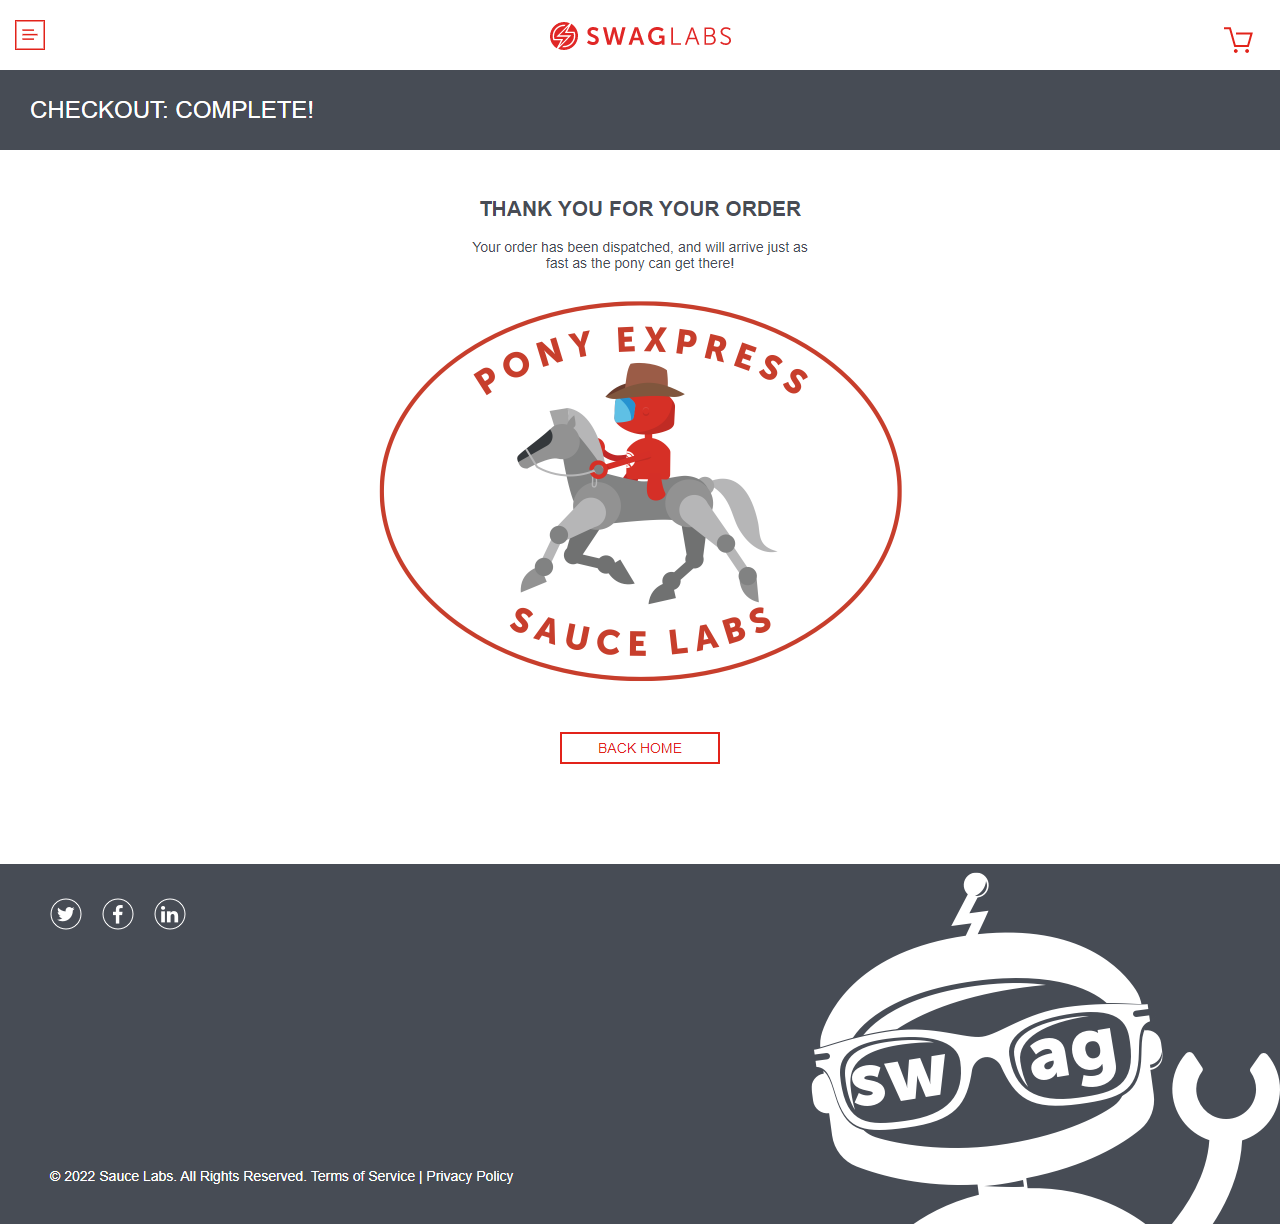 SWAGLABS
CHECKOUT: COMPLETE!
THANK YOU FOR YOUR ORDER
Your order has been dispatched, and will arrive just as
fast as the pony can get there!
PONY EXPRESS
SAUCE LABS
BACK HOME
swag
© 2022 Sauce Labs. All Rights Reserved. Terms of Service | Privacy Policy